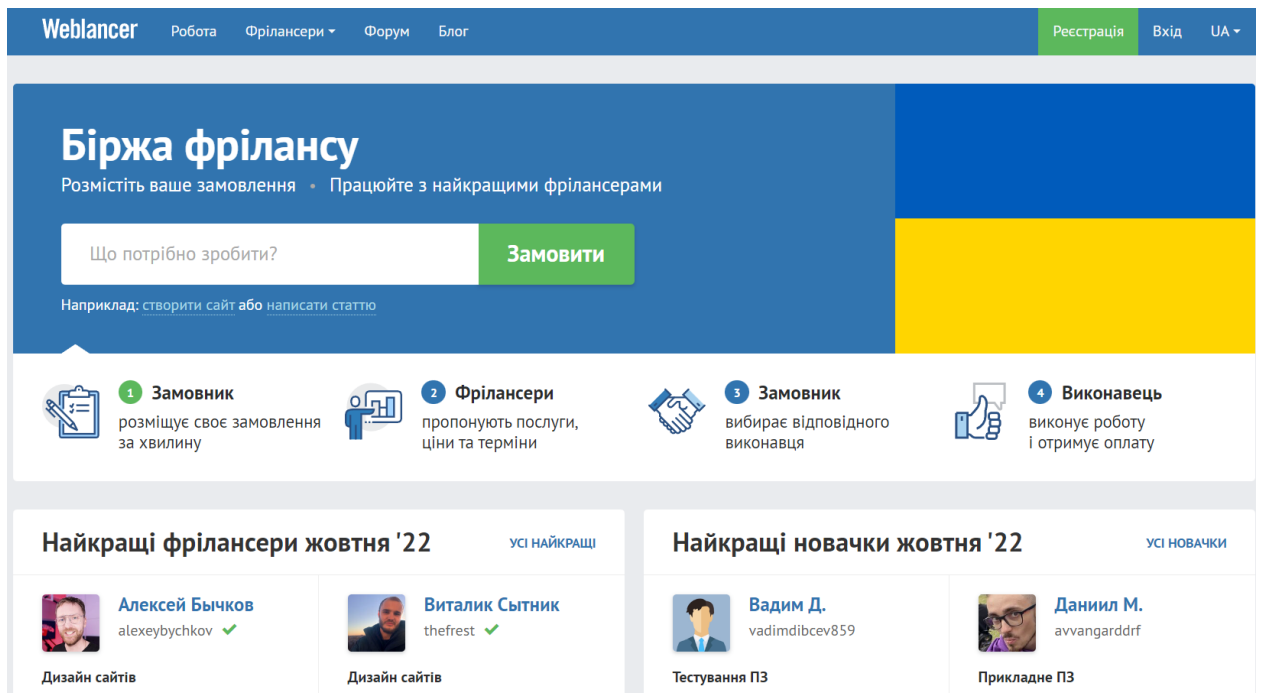 Weblancer Робота Фрілансери Форум Блог Реєстрація Вхід UA
Біржа фрілансу
Розмістіть ваше замовлення • Працюйте з найкращими фрілансерами
Що потрібно зробити? Замовити
Наприклад: створити сайт або написати статтю
1 Замовник
розміщує своє замовлення
за хвилину
2 Фрілансери
пропонують послуги,
ціни та терміни
3 Замовник
вибирає відповідного
виконавця
4 Виконавець
виконує роботу
і отримує оплату
Найкращі фрілансери жовтня '22 УСІ НАЙКРАЩІ
Алексей Бычков
alexeybychkov
Дизайн сайтів
Виталик Сытник
thefrest
Дизайн сайтів
Найкращі новачки жовтня '22 УСІ НОВАЧКИ
Вадим Д.
vadimdibcev859
Тестування ПЗ
Даниил М.
avvangarddrf
Прикладне ПЗ